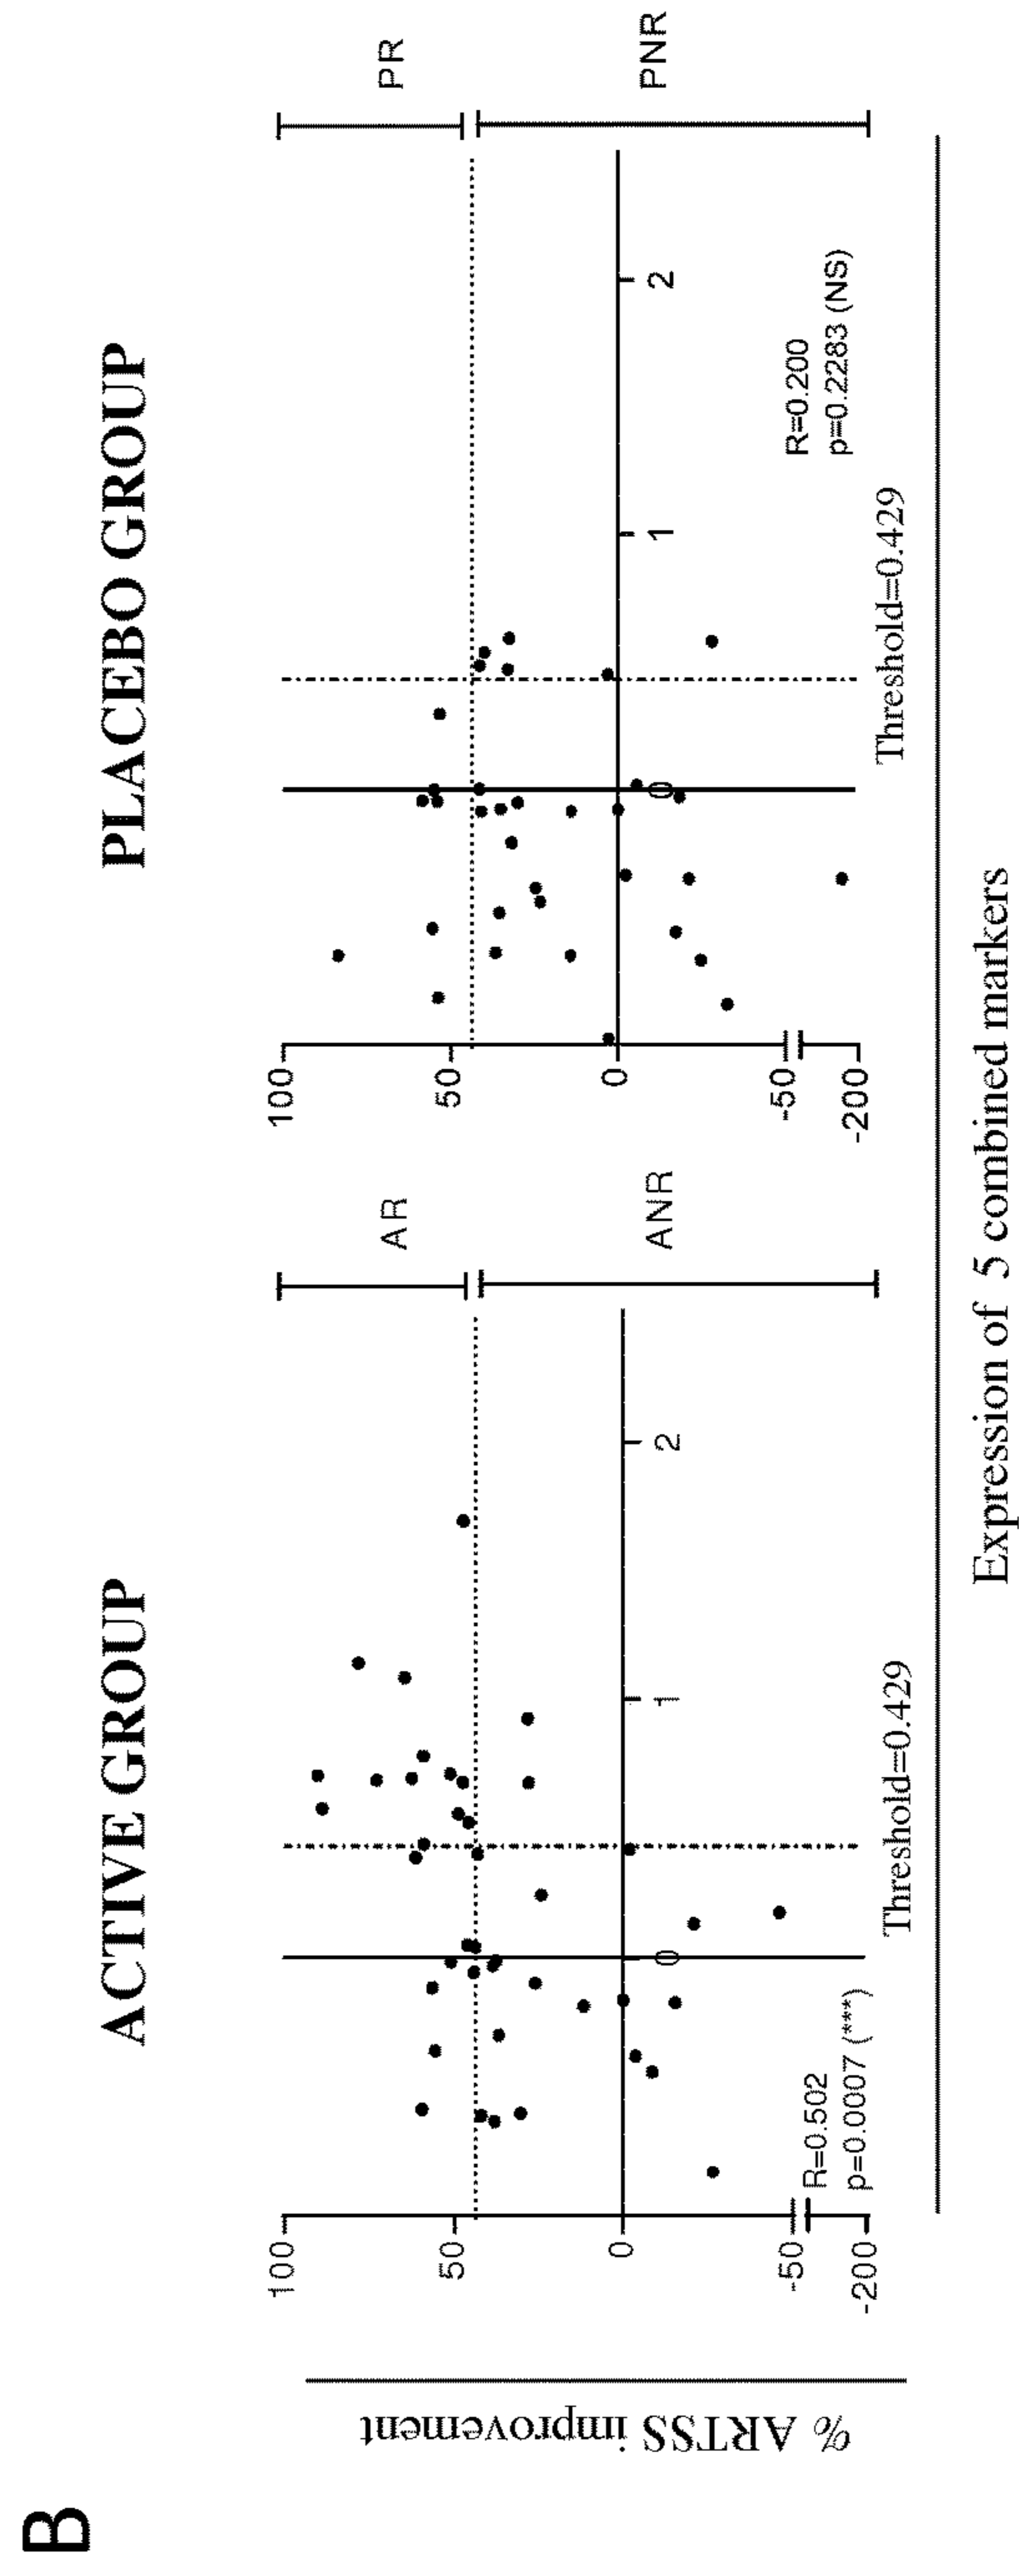 B
ACTIVE GROUP
PLACEBO GROUP
% ARTSS improvement
100
50
0
-50
-200
0
1
2
AR
ANR
R=0.502
p=0.0007 (***)
Threshold=0.429
100
50
0
-50
-200
0
1
2
PR
PNR
R=0.200
p=0.2283 (NS)
Threshold=0.429
Expression of 5 combined markers